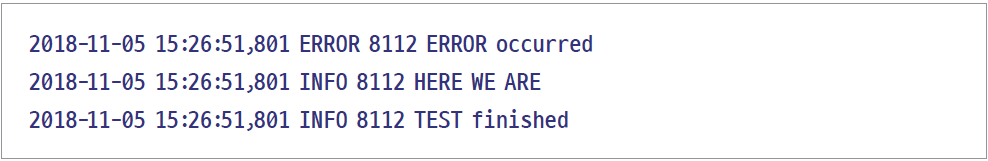 2018-11-05 15:26:51,801 ERROR 8112 ERROR occurred
2018-11-05 15:26:51,801 INFO 8112 HERE WE ARE
2018-11-05 15:26:51,801 INFO 8112 TEST finished